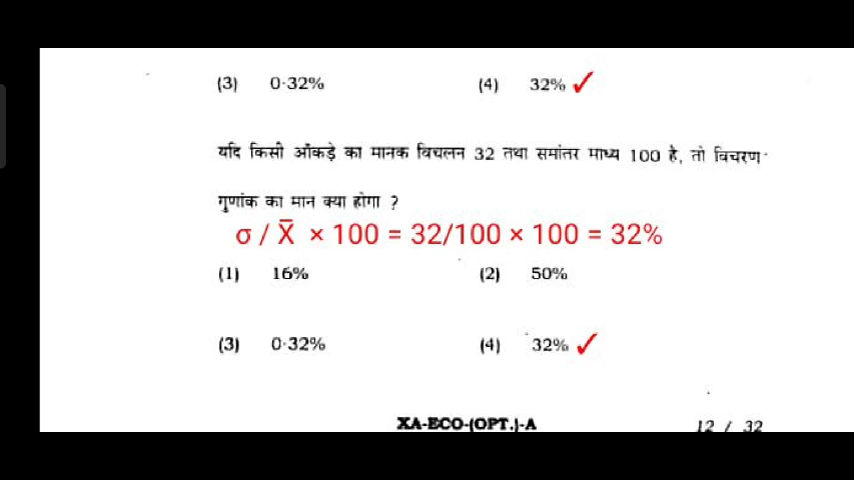 (3) 0·32% (4) 32% ✓
यदि किसी आँकड़े का मानक विचलन 32 तथा समांतर माध्य 100 है, तो विचरण
गुणांक का मान क्या होगा ?
σ / X̄ × 100 = 32/100 × 100 = 32%
(1) 16% (2) 50%
(3) 0·32% (4) 32% ✓
XA-ECO-(OPT.)-A 12 / 32